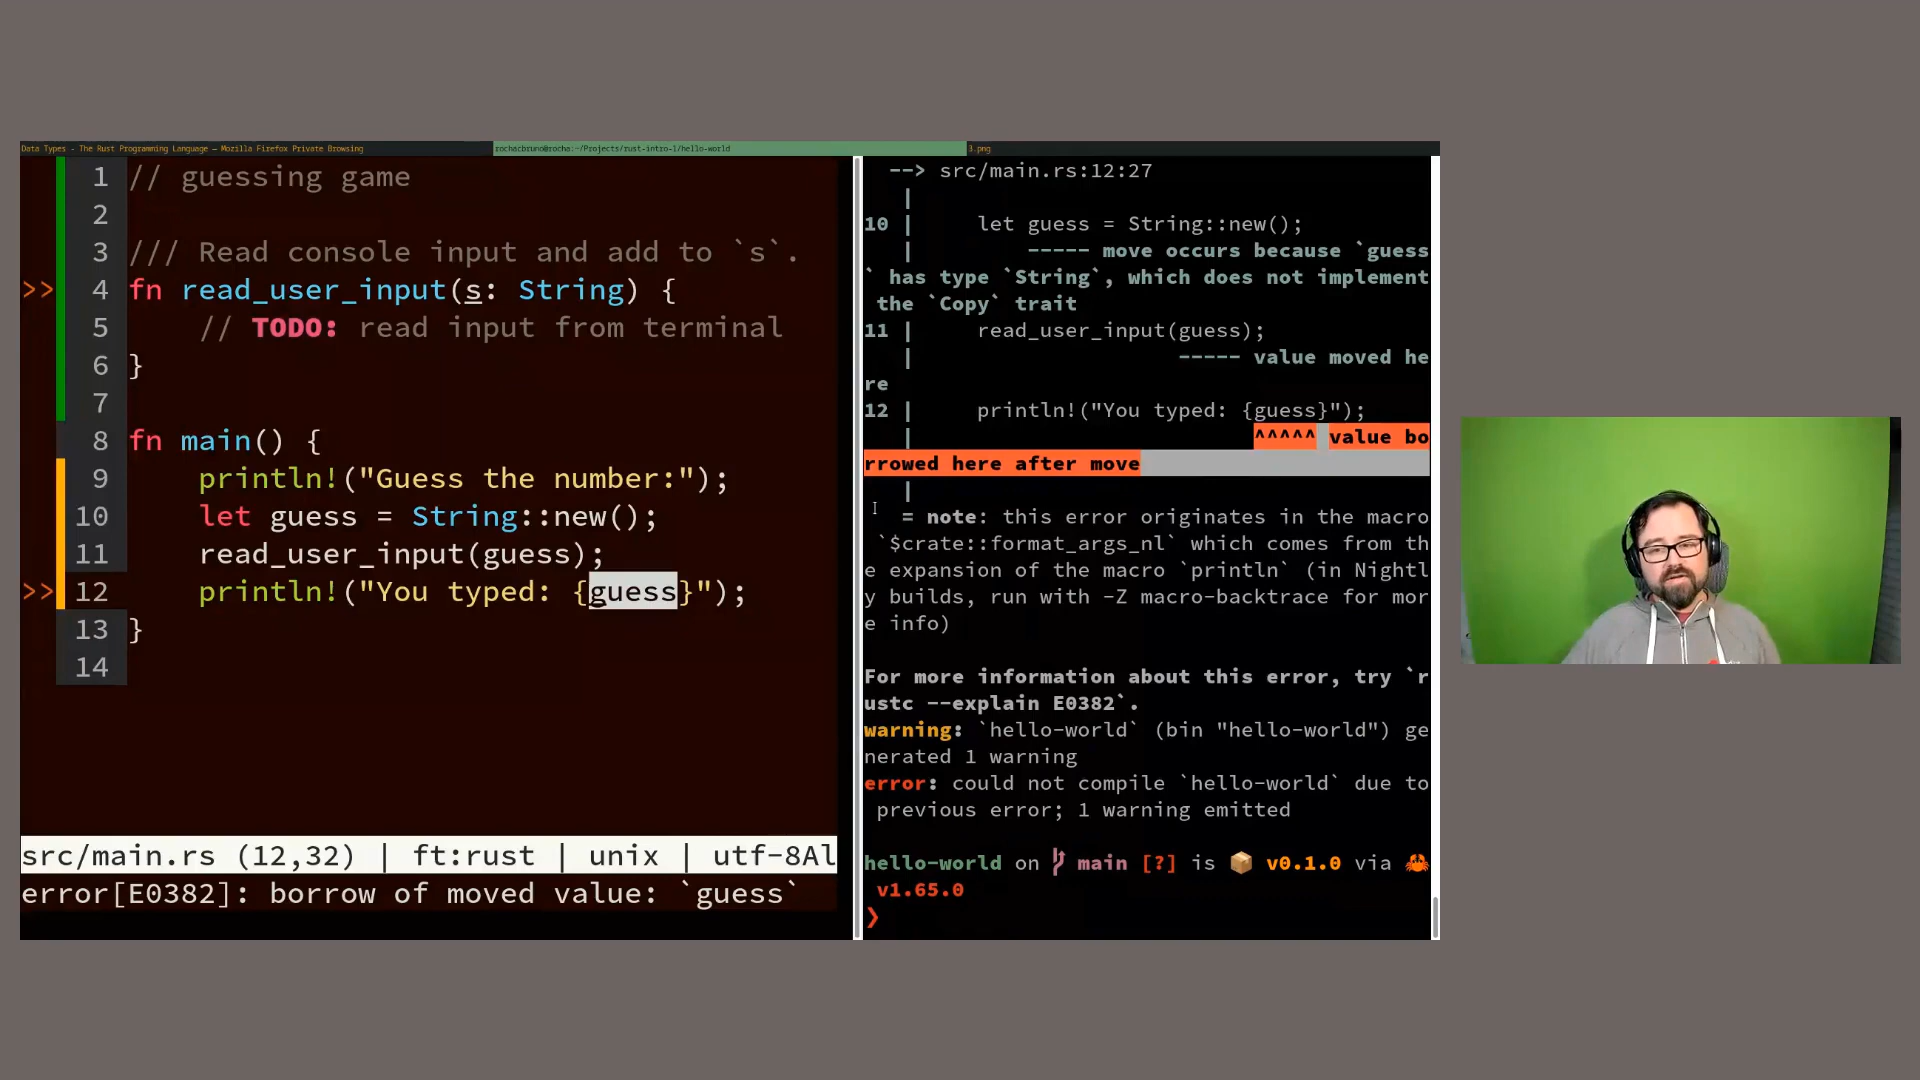 Data Types - The Rust Programming Language — Mozilla Firefox Private Browsing
rochacbruno@rocha:~/Projects/rust-intro-1/hello-world
3.png
1 // guessing game
2
3 /// Read console input and add to `s`.
>> 4 fn read_user_input(s: String) {
5 // TODO: read input from terminal
6 }
7
8 fn main() {
9 println!("Guess the number:");
10 let guess = String::new();
11 read_user_input(guess);
>> 12 println!("You typed: {guess}");
13 }
14
src/main.rs (12,32) | ft:rust | unix | utf-8Al
error[E0382]: borrow of moved value: `guess`
--> src/main.rs:12:27
|
10 | let guess = String::new();
| ----- move occurs because `guess
` has type `String`, which does not implement
the `Copy` trait
11 | read_user_input(guess);
| ----- value moved he
re
12 | println!("You typed: {guess}");
| ^^^^^ value bo
rrowed here after move
|
= note: this error originates in the macro
`$crate::format_args_nl` which comes from th
e expansion of the macro `println` (in Nightl
y builds, run with -Z macro-backtrace for mor
e info)
For more information about this error, try `r
ustc --explain E0382`.
warning: `hello-world` (bin "hello-world") ge
nerated 1 warning
error: could not compile `hello-world` due to
previous error; 1 warning emitted
hello-world on main [?] is 📦 v0.1.0 via 🦀
v1.65.0
❯